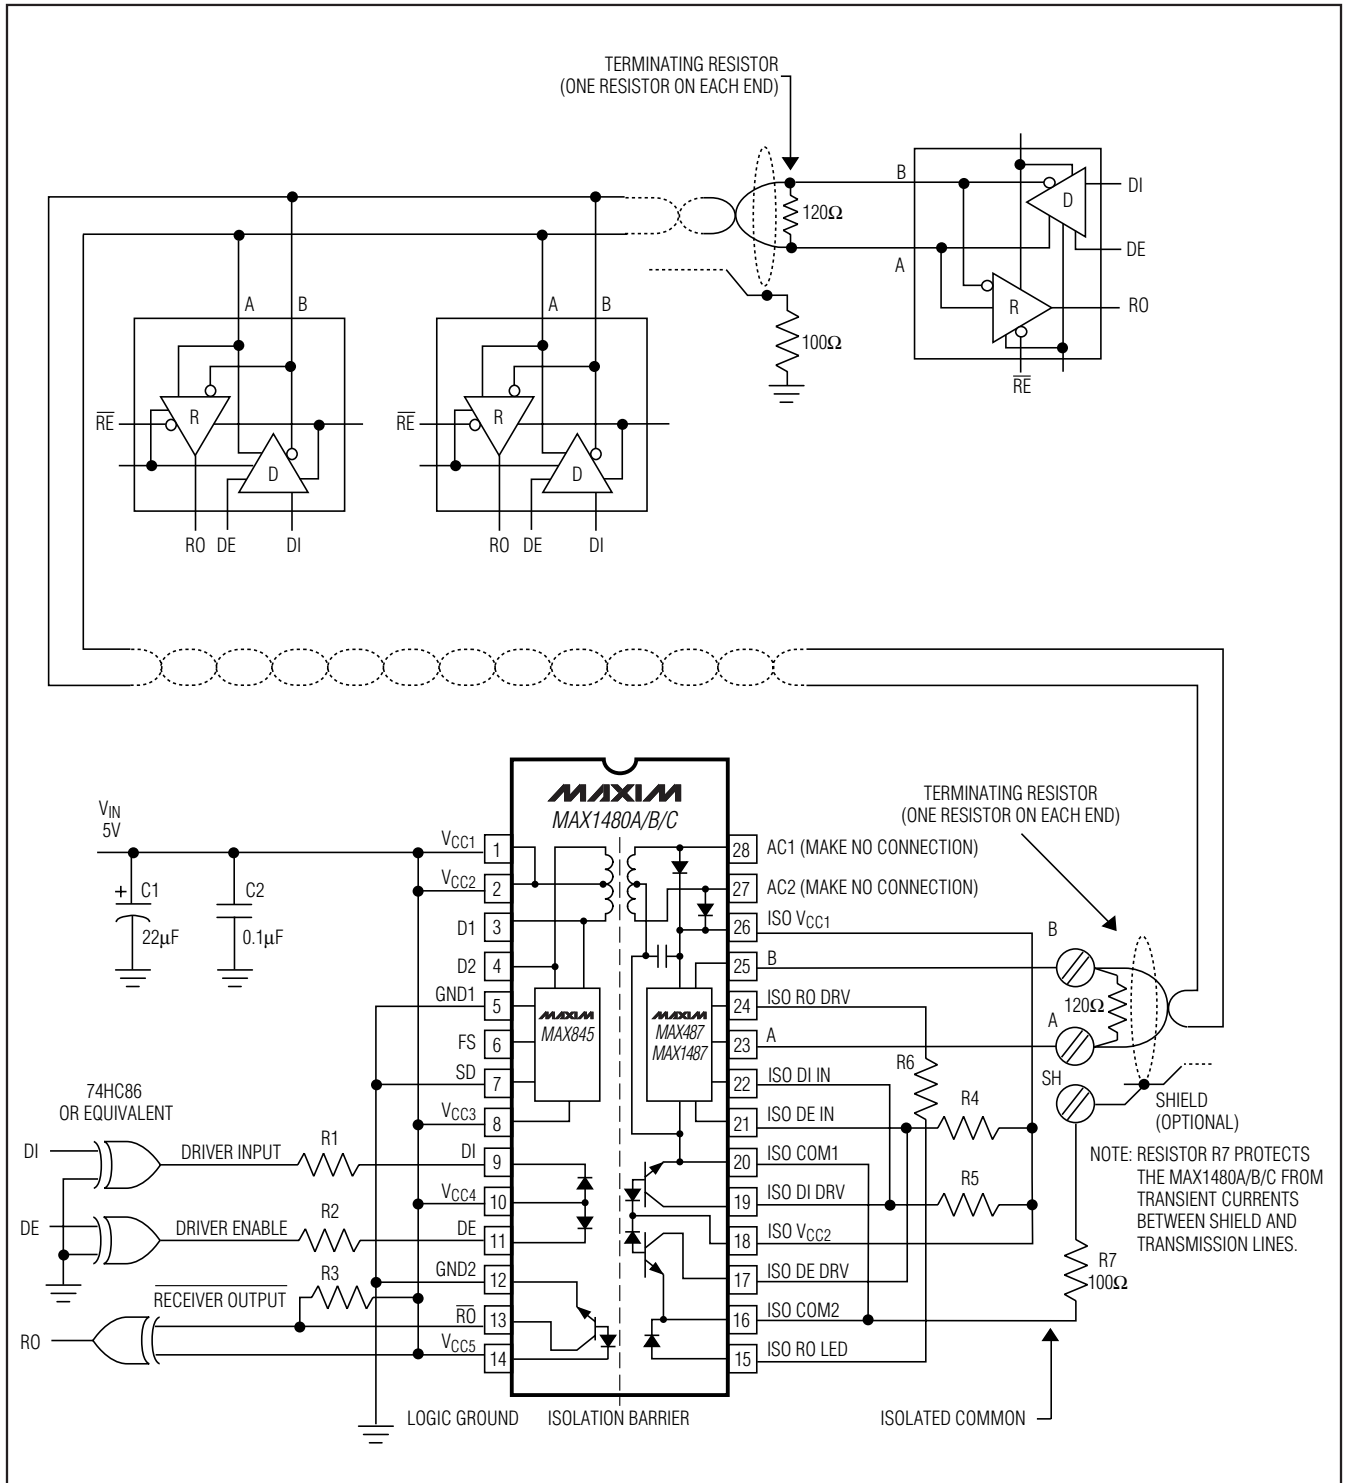 TERMINATING RESISTOR
(ONE RESISTOR ON EACH END)
B
120Ω
A
100Ω
D
DI
DE
R
RO
RE
A
B
RE
R
D
RO
DE
DI
A
B
RE
R
D
RO
DE
DI
VIN
5V
C1
22µF
C2
0.1µF
+
MAXIM
MAX1480A/B/C
VCC1
1
VCC2
2
D1
3
D2
4
GND1
5
FS
6
SD
7
VCC3
8
DI
9
VCC4
10
DE
11
GND2
12
RO
13
VCC5
14
MAXIM
MAX845
MAXIM
MAX487
MAX1487
28
AC1 (MAKE NO CONNECTION)
27
AC2 (MAKE NO CONNECTION)
26
ISO VCC1
25
B
24
ISO RO DRV
23
A
22
ISO DI IN
21
ISO DE IN
20
ISO COM1
19
ISO DI DRV
18
ISO VCC2
17
ISO DE DRV
16
ISO COM2
15
ISO RO LED
74HC86
OR EQUIVALENT
DI
DRIVER INPUT
R1
DE
DRIVER ENABLE
R2
R3
RECEIVER OUTPUT
RO
LOGIC GROUND
ISOLATION BARRIER
ISOLATED COMMON
R6
R4
R5
TERMINATING RESISTOR
(ONE RESISTOR ON EACH END)
B
120Ω
A
SH
SHIELD
(OPTIONAL)
NOTE: RESISTOR R7 PROTECTS
THE MAX1480A/B/C FROM
TRANSIENT CURRENTS
BETWEEN SHIELD AND
TRANSMISSION LINES.
R7
100Ω